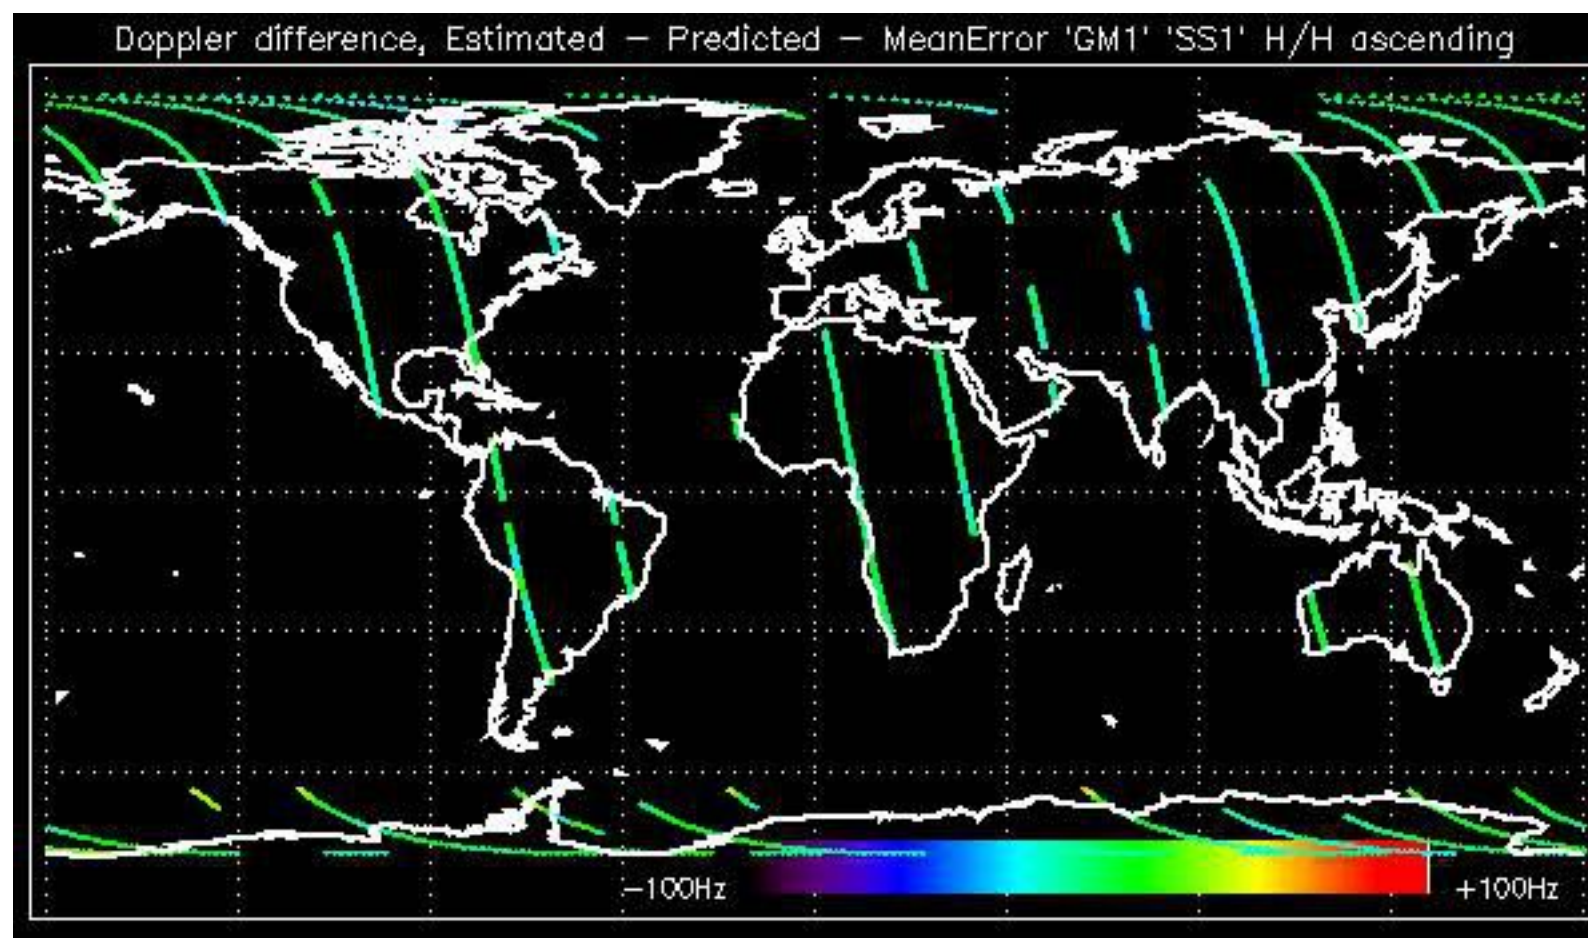 Doppler difference, Estimated – Predicted – MeanError 'GM1' 'SS1' H/H ascending
−100Hz +100Hz